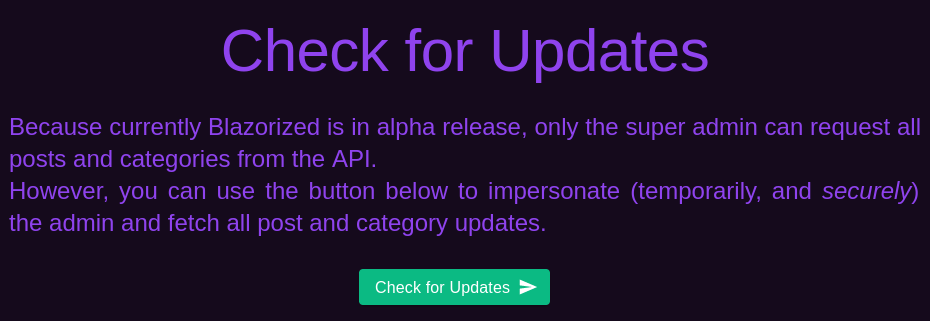 Check for Updates
Because currently Blazorized is in alpha release, only the super admin can request all
posts and categories from the API.
However, you can use the button below to impersonate (temporarily, and securely)
the admin and fetch all post and category updates.
Check for Updates